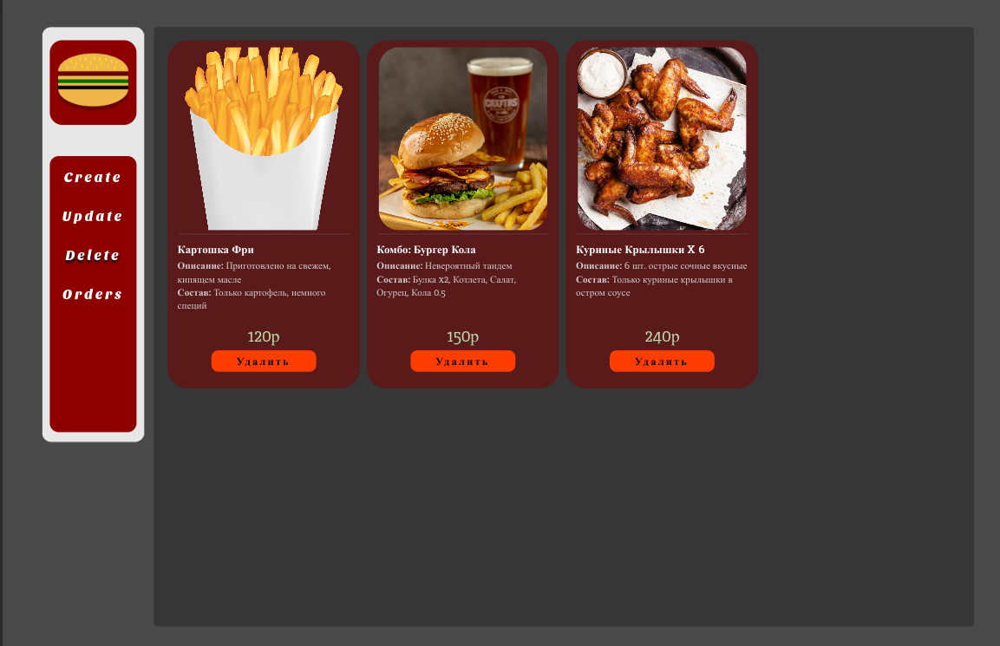 Create
Update
Delete
Orders
CRAFTERS
Картошка Фри
Описание: Приготовлено на свежем,
кипящем масле
Состав: Только картофель, немного
специй
120р
Удалить
Комбо: Бургер Кола
Описание: Невероятный тандем
Состав: Булка x2, Котлета, Салат,
Огурец, Кола 0.5
150р
Удалить
Куриные Крылышки X 6
Описание: 6 шт. острые сочные вкусные
Состав: Только куриные крылышки в
остром соусе
240р
Удалить